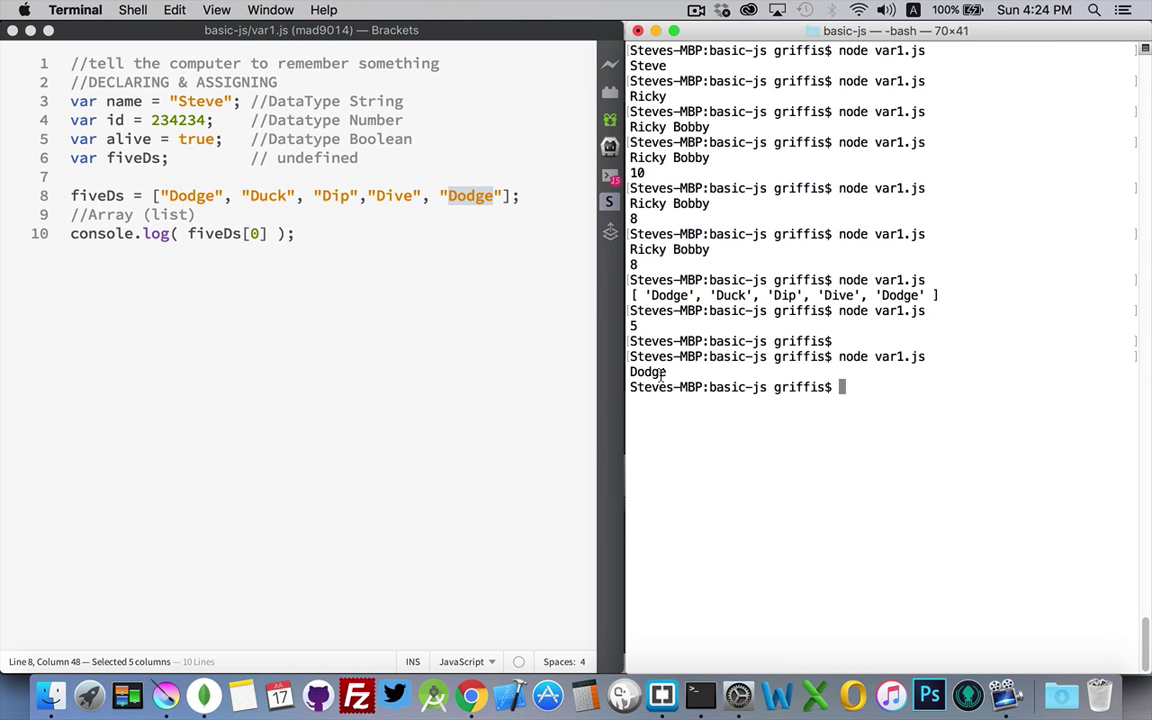 Terminal Shell Edit View Window Help 100% Sun 4:24 PM
basic-js/var1.js (mad9014) — Brackets
1 //tell the computer to remember something
2 //DECLARING & ASSIGNING
3 var name = "Steve"; //DataType String
4 var id = 234234; //Datatype Number
5 var alive = true; //Datatype Boolean
6 var fiveDs; // undefined
7
8 fiveDs = ["Dodge", "Duck", "Dip","Dive", "Dodge"];
9 //Array (list)
10 console.log( fiveDs[0] );
Line 8, Column 48 — Selected 5 columns — 10 Lines INS JavaScript Spaces: 4
15
S
basic-js — -bash — 70×41
[Steves-MBP:basic-js griffis$ node var1.js ]
Steve
[Steves-MBP:basic-js griffis$ node var1.js ]
Ricky
[Steves-MBP:basic-js griffis$ node var1.js ]
Ricky Bobby
[Steves-MBP:basic-js griffis$ node var1.js ]
Ricky Bobby
10
[Steves-MBP:basic-js griffis$ node var1.js ]
Ricky Bobby
8
[Steves-MBP:basic-js griffis$ node var1.js ]
Ricky Bobby
8
[Steves-MBP:basic-js griffis$ node var1.js ]
[ 'Dodge', 'Duck', 'Dip', 'Dive', 'Dodge' ]
[Steves-MBP:basic-js griffis$ node var1.js ]
5
[Steves-MBP:basic-js griffis$ ]
[Steves-MBP:basic-js griffis$ node var1.js ]
Dodge
Steves-MBP:basic-js griffis$
JUL
17
Fz
W
X
O
Ps